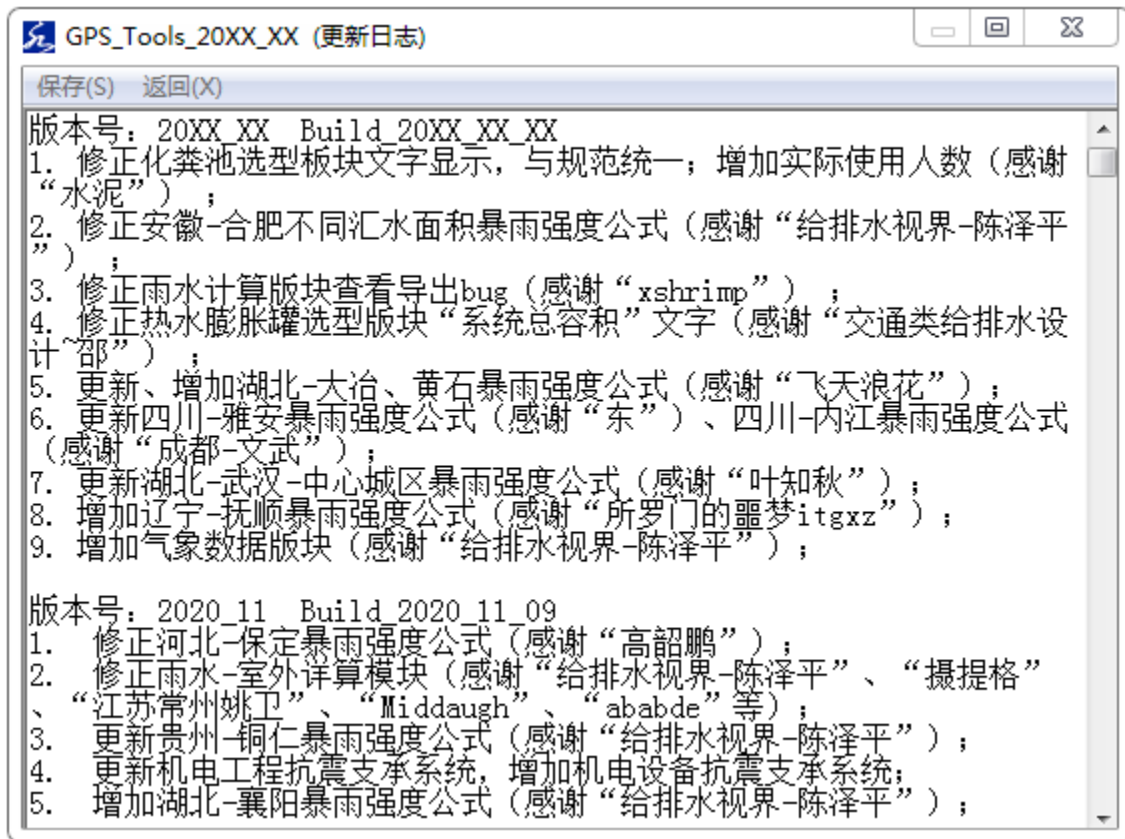 GPS_Tools_20XX_XX (更新日志)
保存(S) 返回(X)
版本号：20XX_XX Build_20XX_XX_XX
1. 修正化粪池选型板块文字显示，与规范统一；增加实际使用人数（感谢
“水泥”）；
2. 修正安徽-合肥不同汇水面积暴雨强度公式（感谢“给排水视界-陈泽平
”）；
3. 修正雨水计算版块查看导出bug（感谢“xshrimp”）；
4. 修正热水膨胀罐选型版块“系统总容积”文字（感谢“交通类给排水设
计~邵”）；
5. 更新、增加湖北-大冶、黄石暴雨强度公式（感谢“飞天浪花”）；
6. 更新四川-雅安暴雨强度公式（感谢“东”）、四川-内江暴雨强度公式
（感谢“成都-文武”）；
7. 更新湖北-武汉-中心城区暴雨强度公式（感谢“叶知秋”）；
8. 增加辽宁-抚顺暴雨强度公式（感谢“所罗门的噩梦itgxz”）；
9. 增加气象数据版块（感谢“给排水视界-陈泽平”）；
版本号：2020_11 Build_2020_11_09
1. 修正河北-保定暴雨强度公式（感谢“高韶鹏”）；
2. 修正雨水-室外详算模块（感谢“给排水视界-陈泽平”、“摄提格”
、“江苏常州姚卫”、“Middaugh”、“ababde”等）；
3. 更新贵州-铜仁暴雨强度公式（感谢“给排水视界-陈泽平”）；
4. 更新机电工程抗震支承系统，增加机电设备抗震支承系统；
5. 增加湖北-襄阳暴雨强度公式（感谢“给排水视界-陈泽平”）；